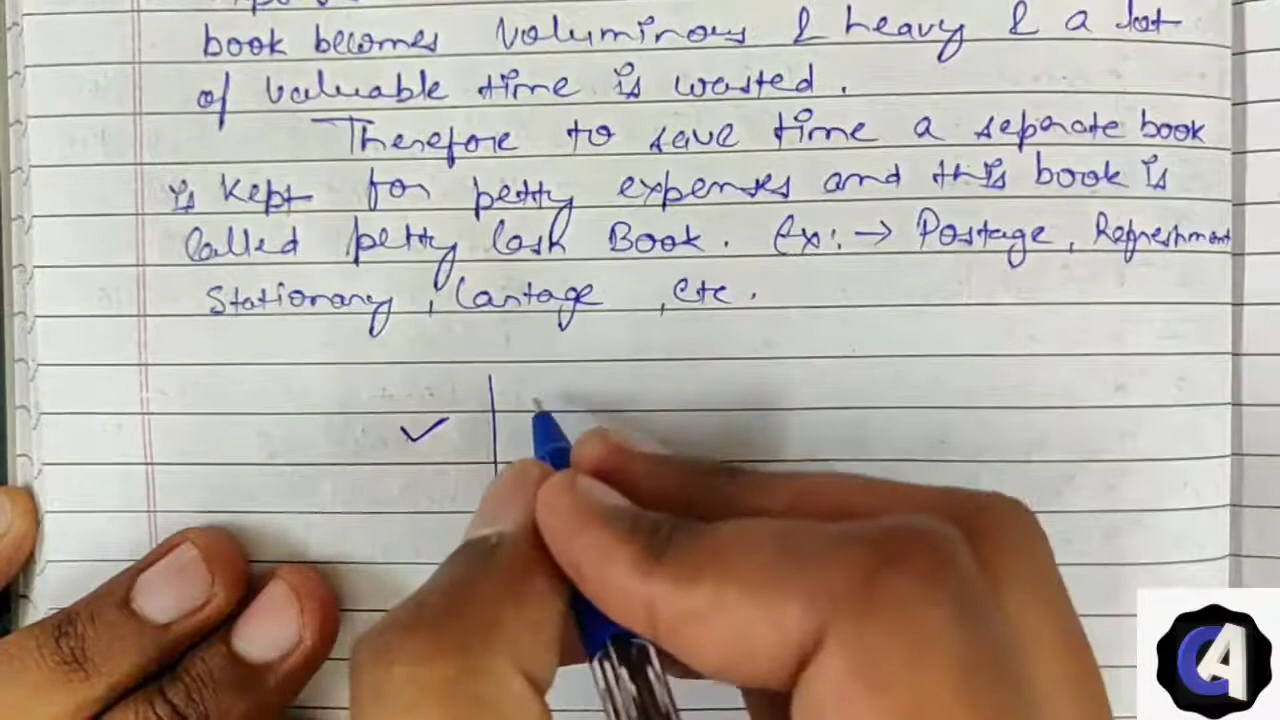 book becomes voluminous & heavy & a lot
of valuable time is wasted.
Therefore to save time a separate book
is kept for petty expenses and this book is
called petty cash Book. Ex:→ Postage, Refreshment
Stationary, Cartage, etc.
CA